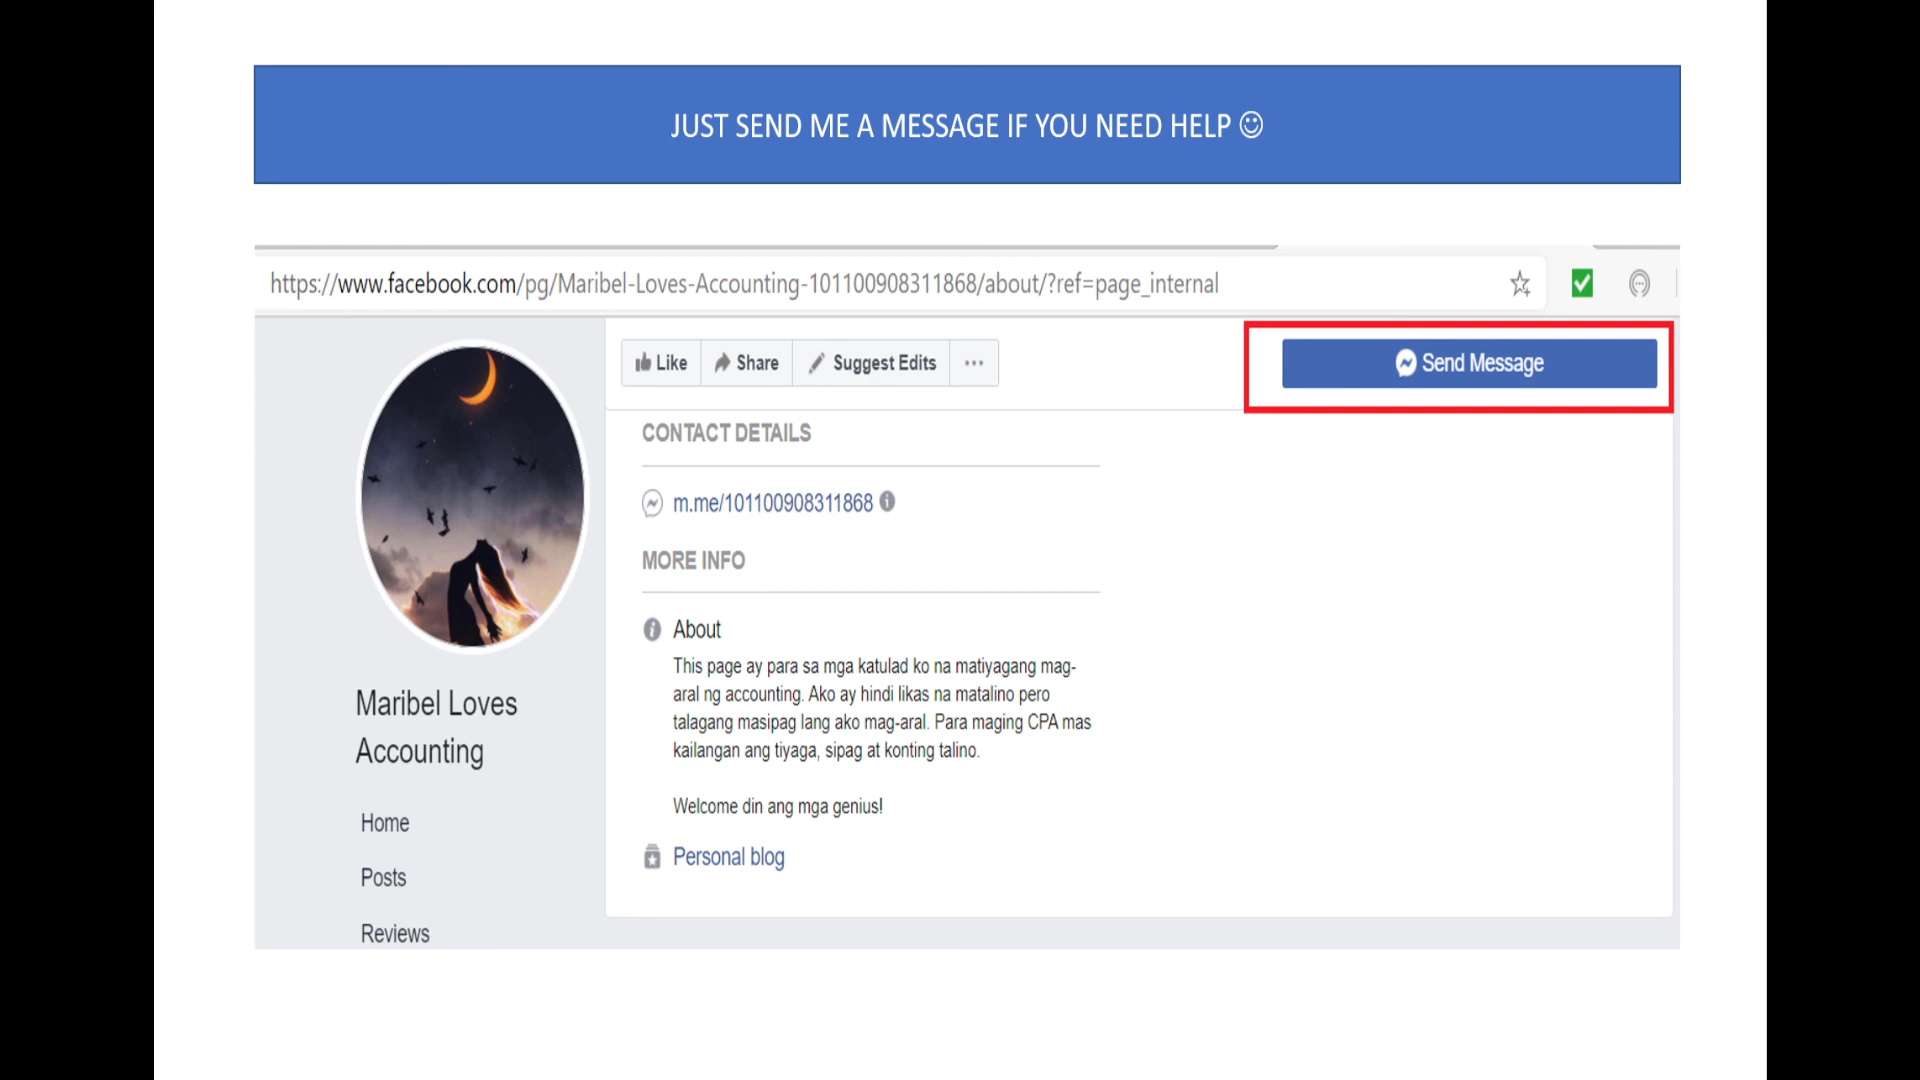 JUST SEND ME A MESSAGE IF YOU NEED HELP ☺
https://www.facebook.com/pg/Maribel-Loves-Accounting-101100908311868/about/?ref=page_internal
Like Share Suggest Edits ...
Send Message
CONTACT DETAILS
m.me/101100908311868
MORE INFO
About
This page ay para sa mga katulad ko na matiyagang mag-
aral ng accounting. Ako ay hindi likas na matalino pero
talagang masipag lang ako mag-aral. Para maging CPA mas
kailangan ang tiyaga, sipag at konting talino.
Welcome din ang mga genius!
Personal blog
Maribel Loves
Accounting
Home
Posts
Reviews